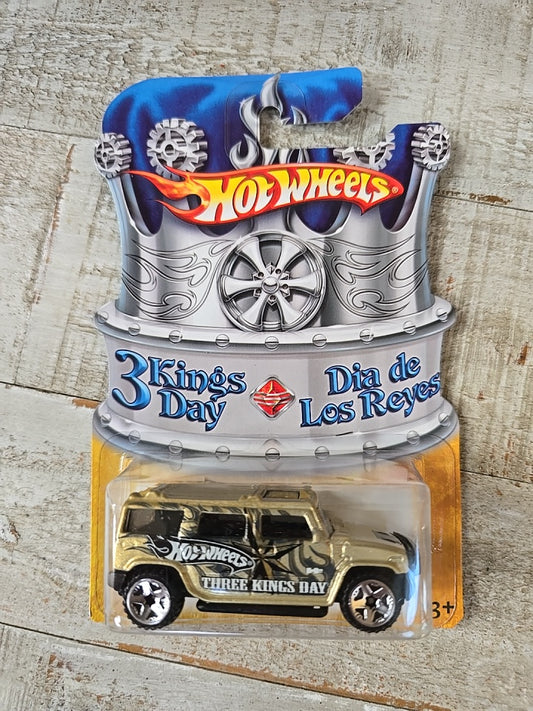 HOT WHEELS®
3 Kings
Day
Dia de
Los Reyes
HOT WHEELS
THREE KINGS DAY
3+